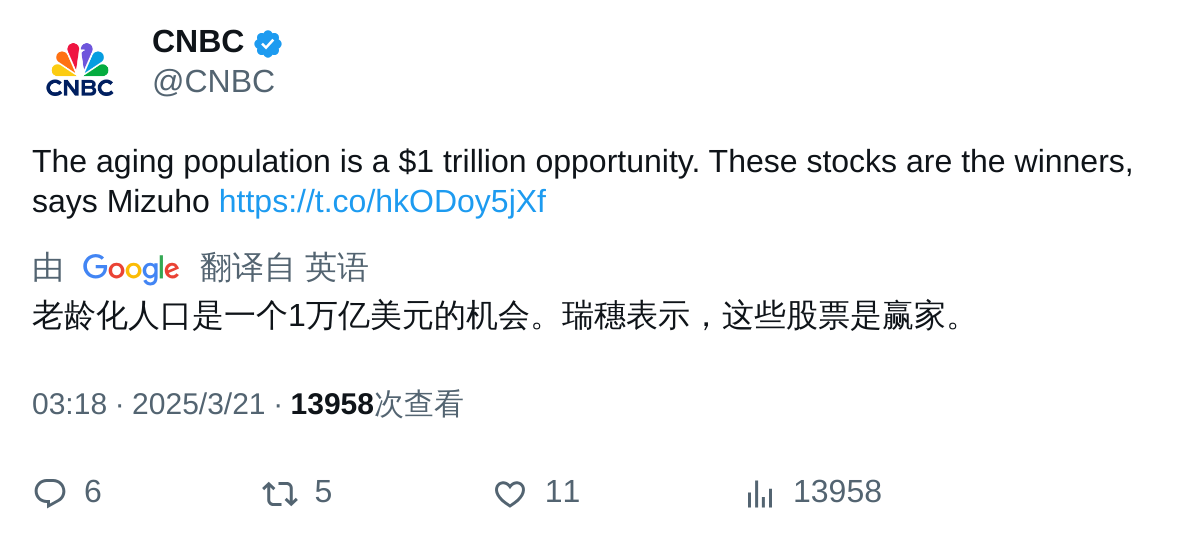 CNBC
@CNBC
CNBC
The aging population is a $1 trillion opportunity. These stocks are the winners,
says Mizuho https://t.co/hkODoy5jXf
由 Google 翻译自 英语
老龄化人口是一个1万亿美元的机会。瑞穗表示，这些股票是赢家。
03:18 · 2025/3/21 · 13958次查看
6 5 11 13958